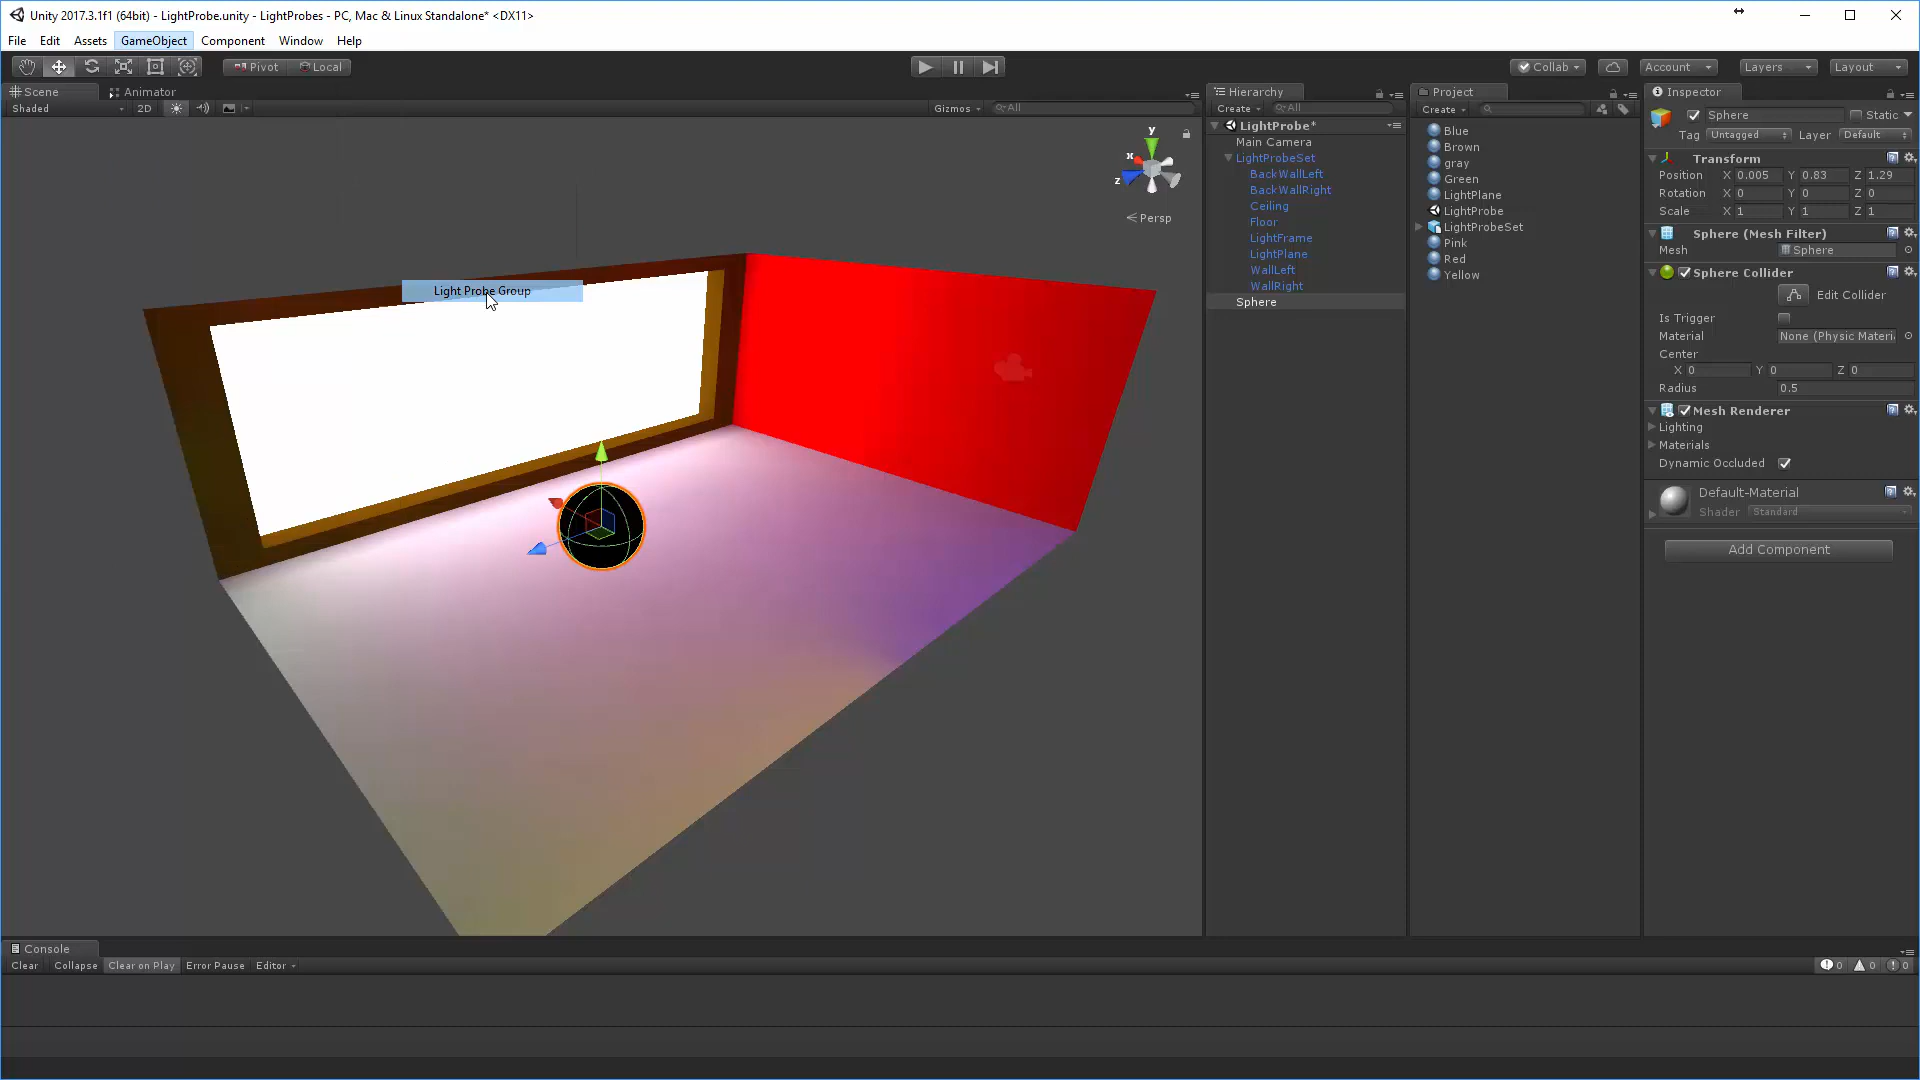 Unity 2017.3.1f1 (64bit) - LightProbe.unity - LightProbes - PC, Mac & Linux Standalone* <DX11>
File Edit Assets GameObject Component Window Help
Pivot Local Collab Account Layers Layout
Scene Animator
Shaded 2D Gizmos All
y
x
z
Persp
Light Probe Group
Hierarchy
Create All
LightProbe*
Main Camera
LightProbeSet
BackWallLeft
BackWallRight
Ceiling
Floor
LightFrame
LightPlane
WallLeft
WallRight
Sphere
Project
Create
Blue
Brown
gray
Green
LightPlane
LightProbe
LightProbeSet
Pink
Red
Yellow
Inspector
Sphere Static
Tag Untagged Layer Default
Transform
Position X 0.005 Y 0.83 Z 1.29
Rotation X 0 Y 0 Z 0
Scale X 1 Y 1 Z 1
Sphere (Mesh Filter)
Mesh Sphere
Sphere Collider
Edit Collider
Is Trigger
Material None (Physic Materi
Center
X 0 Y 0 Z 0
Radius 0.5
Mesh Renderer
Lighting
Materials
Dynamic Occluded
Default-Material
Shader Standard
Add Component
Console
Clear Collapse Clear on Play Error Pause Editor 0 0 0